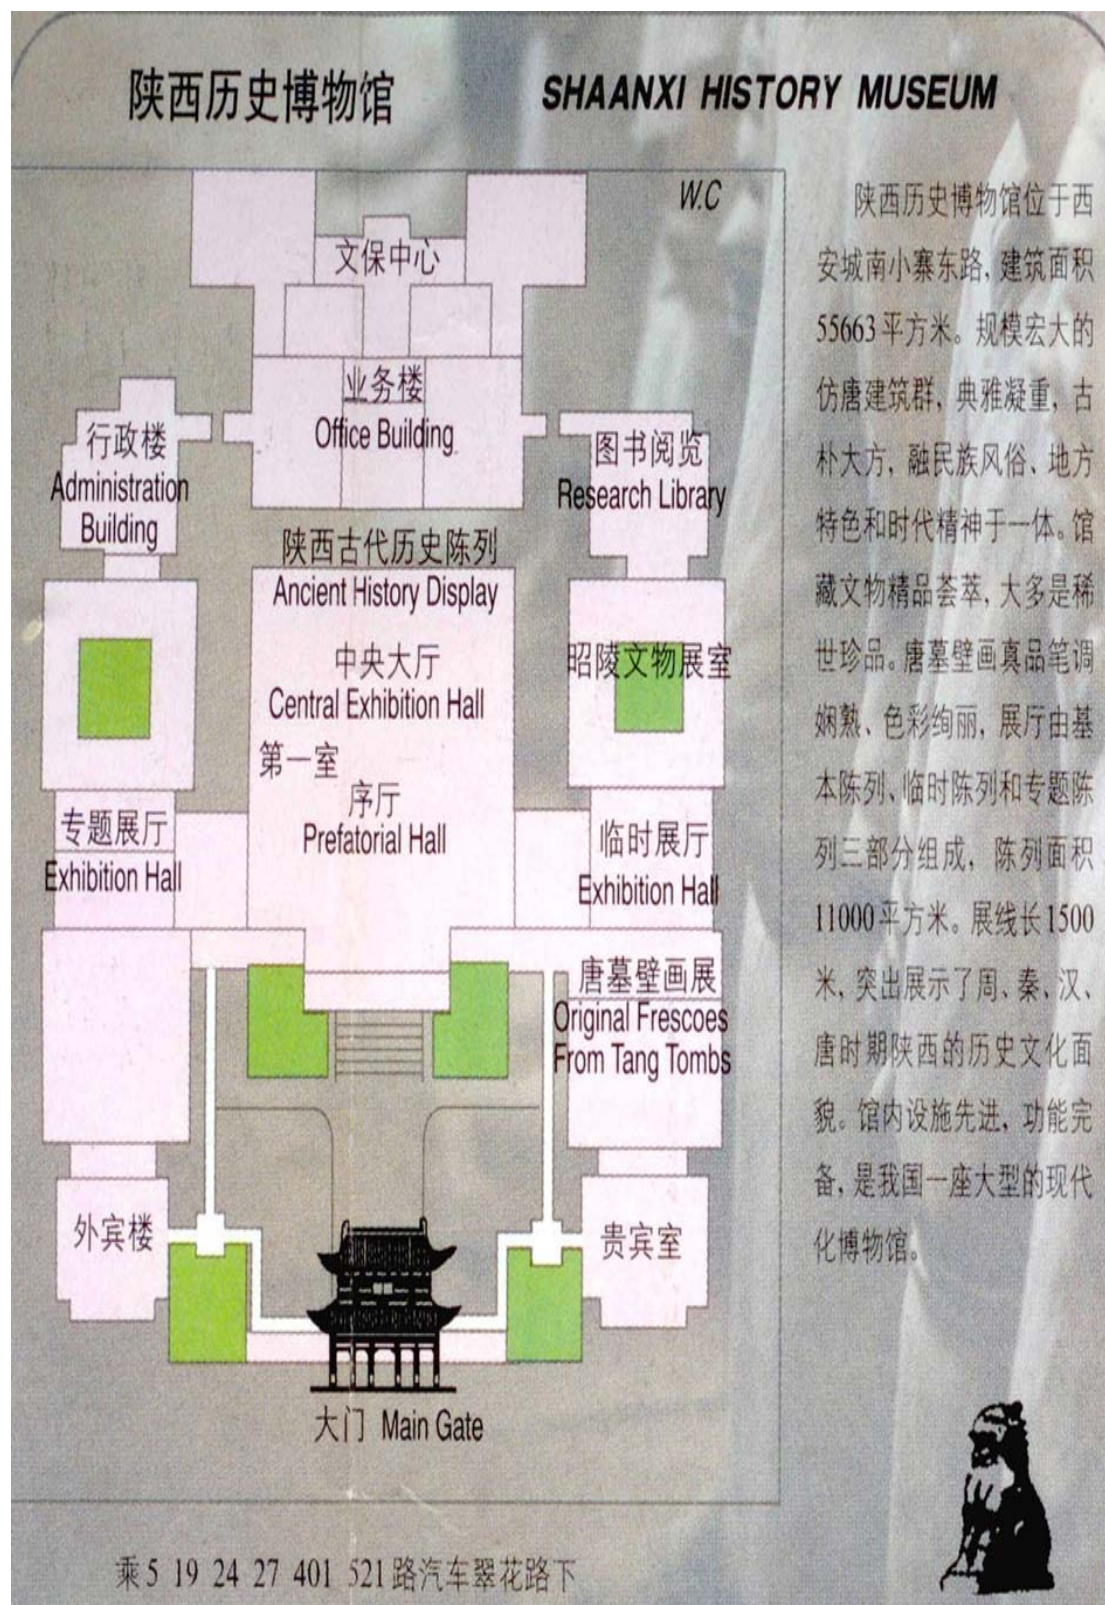 陕西历史博物馆
SHAANXI HISTORY MUSEUM
W.C
文保中心
业务楼
Office Building
行政楼
Administration
Building
图书阅览
Research Library
陕西古代历史陈列
Ancient History Display
中央大厅
Central Exhibition Hall
第一室
序厅
Prefatorial Hall
昭陵文物展室
专题展厅
Exhibition Hall
临时展厅
Exhibition Hall
唐墓壁画展
Original Frescoes
From Tang Tombs
外宾楼
贵宾室
大门 Main Gate
陕西历史博物馆位于西
安城南小寨东路，建筑面积
55663平方米。规模宏大的
仿唐建筑群，典雅凝重，古
朴大方，融民族风俗、地方
特色和时代精神于一体。馆
藏文物精品荟萃，大多是稀
世珍品。唐墓壁画真品笔调
娴熟、色彩绚丽，展厅由基
本陈列、临时陈列和专题陈
列三部分组成，陈列面积
11000平方米。展线长1500
米，突出展示了周、秦、汉、
唐时期陕西的历史文化面
貌。馆内设施先进，功能完
备，是我国一座大型的现代
化博物馆。
乘5 19 24 27 401 521路汽车翠花路下